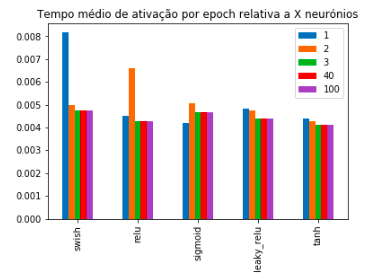 Tempo médio de ativação por epoch relativa a X neurónios
0.008
0.007
0.006
0.005
0.004
0.003
0.002
0.001
0.000
1
2
3
40
100
swish
relu
sigmoid
leaky_relu
tanh